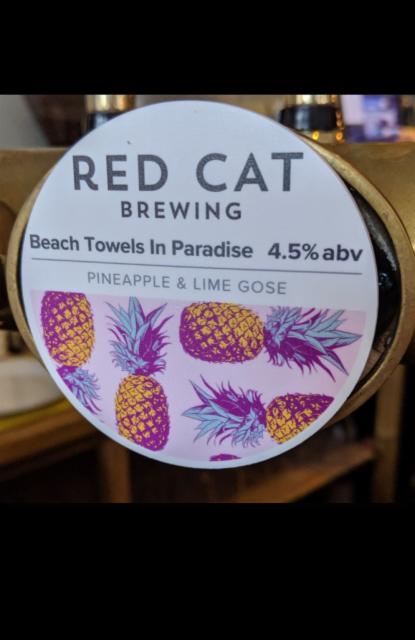 RED CAT
BREWING
Beach Towels In Paradise 4.5% abv
PINEAPPLE & LIME GOSE